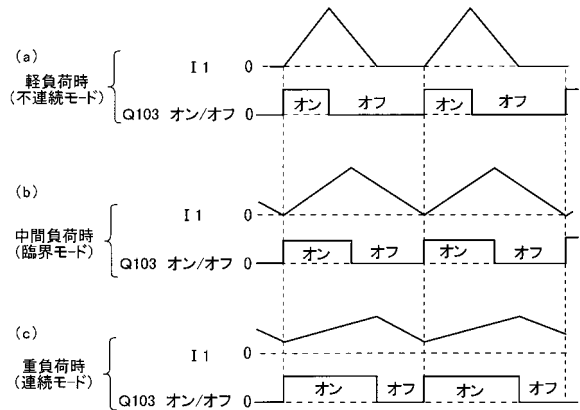 (a)
軽負荷時
(不連続モード)
I1 0
Q103 オン/オフ 0
オン オフ オン オフ
(b)
中間負荷時
(臨界モード)
I1 0
Q103 オン/オフ 0
オン オフ オン オフ
(c)
重負荷時
(連続モード)
I1 0
Q103 オン/オフ 0
オン オフ オン オフ